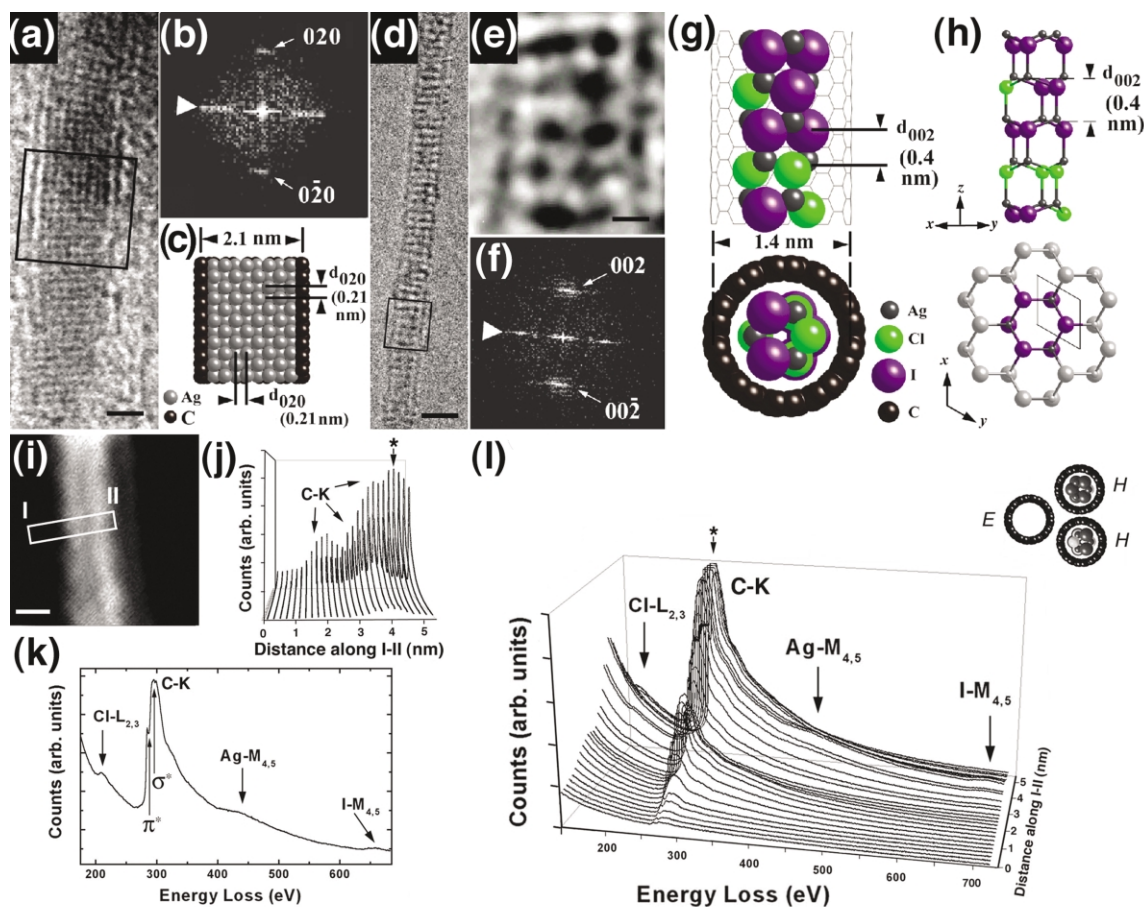 (a)
(b)
020
02̄0
(c)
2.1 nm
d020
(0.21
nm)
d020
(0.21nm)
Ag
C
(d)
(e)
(f)
002
002̄
(g)
d002
(0.4
nm)
1.4 nm
Ag
Cl
I
C
(h)
d002
(0.4
nm)
z
x
y
x
y
(i)
I
II
(j)
*
C-K
Counts (arb. units)
0 1 2 3 4 5
Distance along I-II (nm)
(k)
Cl-L2,3
C-K
σ*
π*
Ag-M4,5
I-M4,5
Counts (arb. units)
200 300 400 500 600
Energy Loss (eV)
(l)
E
H
H
*
Cl-L2,3
C-K
Ag-M4,5
I-M4,5
Counts (arb. units)
200 300 400 500 600 700
Energy Loss (eV)
0 1 2 3 4 5
Distance along I-II (nm)